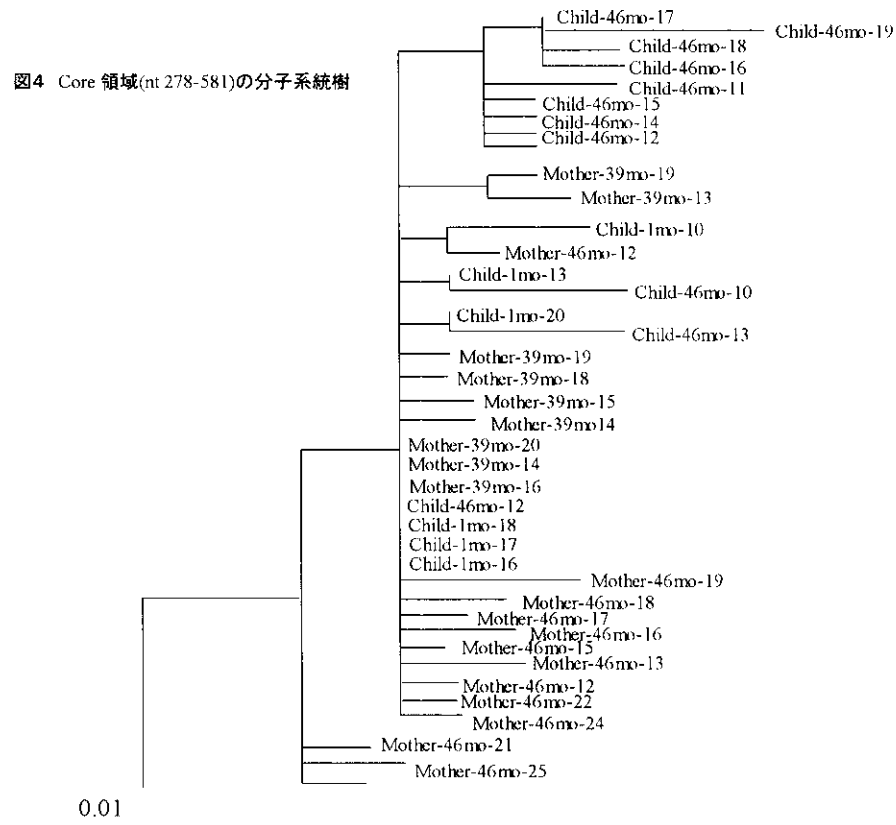 Child-46mo-17
Child-46mo-19
Child-46mo-18
Child-46mo-16
図4 Core 領域(nt 278-581)の分子系統樹
Child-46mo-11
Child-46mo-15
Child-46mo-14
Child-46mo-12
Mother-39mo-19
Mother-39mo-13
Child-1mo-10
Mother-46mo-12
Child-1mo-13
Child-46mo-10
Child-1mo-20
Child-46mo-13
Mother-39mo-19
Mother-39mo-18
Mother-39mo-15
Mother-39mo14
Mother-39mo-20
Mother-39mo-14
Mother-39mo-16
Child-46mo-12
Child-1mo-18
Child-1mo-17
Child-1mo-16
Mother-46mo-19
Mother-46mo-18
Mother-46mo-17
Mother-46mo-16
Mother-46mo-15
Mother-46mo-13
Mother-46mo-12
Mother-46mo-22
Mother-46mo-24
Mother-46mo-21
Mother-46mo-25
0.01